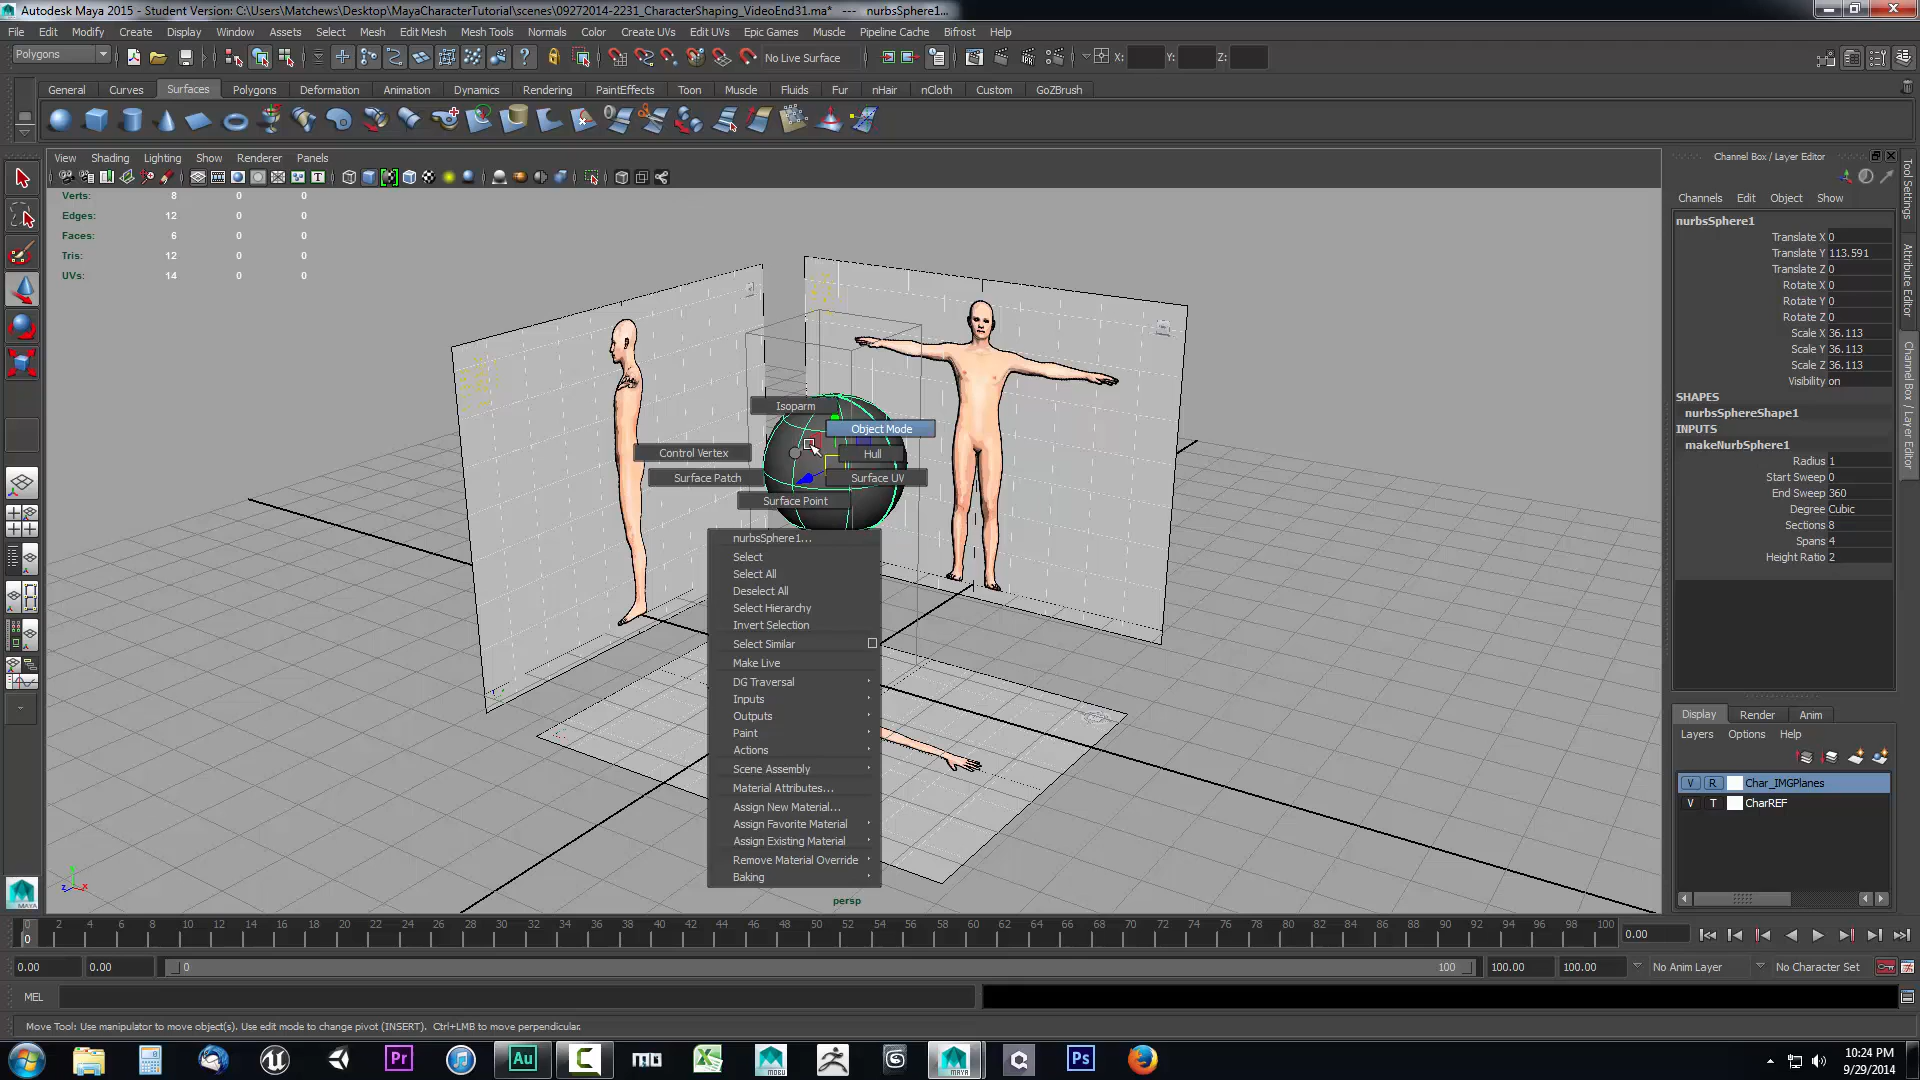 Autodesk Maya 2015 - Student Version: C:\Users\Matchews\Desktop\MayaCharacterTutorial\scenes\09272014-2231_CharacterShaping_VideoEnd31.ma* --- nurbsSphere1...
File Edit Modify Create Display Window Assets Select Mesh Edit Mesh Mesh Tools Normals Color Create UVs Edit UVs Epic Games Muscle Pipeline Cache Bifrost Help
Polygons No Live Surface X: Y: Z:
General Curves Surfaces Polygons Deformation Animation Dynamics Rendering PaintEffects Toon Muscle Fluids Fur nHair nCloth Custom GoZBrush
View Shading Lighting Show Renderer Panels
Verts: 8 0 0
Edges: 12 0 0
Faces: 6 0 0
Tris: 12 0 0
UVs: 14 0 0
Isoparm
Object Mode
Control Vertex
Hull
Surface Patch
Surface UV
Surface Point
nurbsSphere1...
Select
Select All
Deselect All
Select Hierarchy
Invert Selection
Select Similar
Make Live
DG Traversal
Inputs
Outputs
Paint
Actions
Scene Assembly
Material Attributes...
Assign New Material...
Assign Favorite Material
Assign Existing Material
Remove Material Override
Baking
persp
Channel Box / Layer Editor
Channels Edit Object Show
nurbsSphere1
Translate X 0
Translate Y 113.591
Translate Z 0
Rotate X 0
Rotate Y 0
Rotate Z 0
Scale X 36.113
Scale Y 36.113
Scale Z 36.113
Visibility on
SHAPES
nurbsSphereShape1
INPUTS
makeNurbSphere1
Radius 1
Start Sweep 0
End Sweep 360
Degree Cubic
Sections 8
Spans 4
Height Ratio 2
Tool Settings
Attribute Editor
Channel Box / Layer Editor
Display Render Anim
Layers Options Help
V R Char_IMGPlanes
V T CharREF
0 2 4 6 8 10 12 14 16 18 20 22 24 26 28 30 32 34 36 38 40 42 44 46 48 50 52 54 56 58 60 62 64 66 68 70 72 74 76 78 80 82 84 86 88 90 92 94 96 98 100
0
0.00
0.00 0.00 0 100 100.00 100.00 No Anim Layer No Character Set
MEL
Move Tool: Use manipulator to move object(s). Use edit mode to change pivot (INSERT). Ctrl+LMB to move perpendicular.
Pr Au MOBU MAYA Ps
10:24 PM
9/29/2014